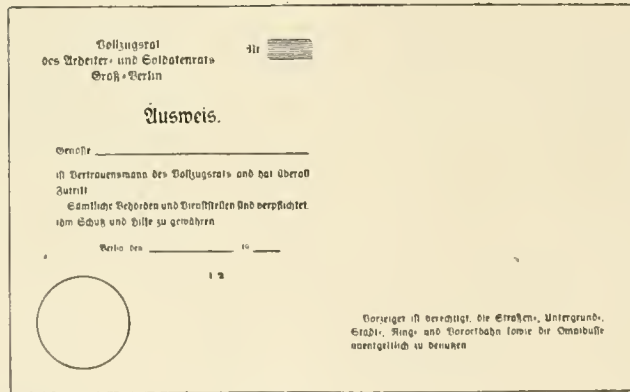 Vollzugsrat
des Arbeiter- und Soldatenrats
Groß-Berlin
Nr
Ausweis.
Genosse
ist Vertrauensmann des Vollzugsrats und hat überall
Zutritt
Sämtliche Behörden und Dienststellen sind verpflichtet,
ihm Schutz und Hilfe zu gewähren
Berlin den 19
Vorzeiger ist berechtigt, die Straßen-, Untergrund-,
Stadt-, Ring- und Vorortbahn sowie die Omnibusse
unentgeltlich zu benutzen